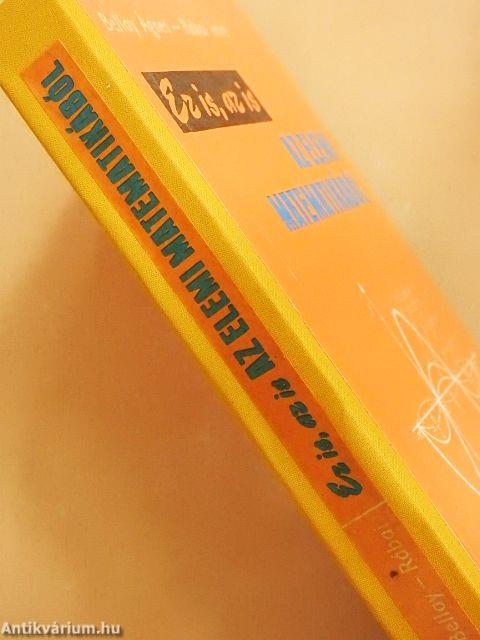 Bellay Ágnes – Rábai Imre
Ez is, az is
AZ ELEMI
MATEMATIKÁBÓL
Bellay – Rábai | Ez is, az is AZ ELEMI MATEMATIKÁBÓL
Antikvárium.hu